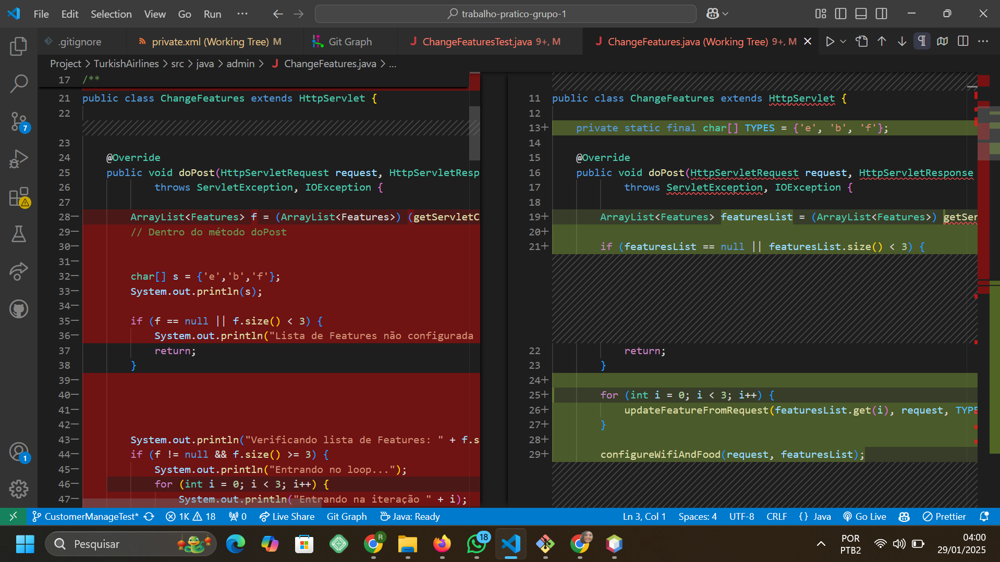 File Edit Selection View Go Run ··· trabalho-pratico-grupo-1
.gitignore private.xml (Working Tree) M Git Graph ChangeFeaturesTest.java 9+, M ChangeFeatures.java (Working Tree) 9+, M
Project > TurkishAirlines > src > java > admin > ChangeFeatures.java > ...
17 /**
21 public class ChangeFeatures extends HttpServlet {
22
23
24 @Override
25 public void doPost(HttpServletRequest request, HttpServletResp
26 throws ServletException, IOException {
27
28— ArrayList<Features> f = (ArrayList<Features>) (getServletC
29— // Dentro do método doPost
30—
31—
32— char[] s = {'e','b','f'};
33— System.out.println(s);
34—
35— if (f == null || f.size() < 3) {
36— System.out.println("Lista de Features não configurada
37 return;
38 }
39—
40—
41—
42—
43— System.out.println("Verificando lista de Features: " + f.s
44— if (f != null && f.size() >= 3) {
45— System.out.println("Entrando no loop...");
46— for (int i = 0; i < 3; i++) {
47— System.out.println("Entrando na iteração " + i);
11 public class ChangeFeatures extends HttpServlet {
12
13+ private static final char[] TYPES = {'e', 'b', 'f'};
14
15 @Override
16 public void doPost(HttpServletRequest request, HttpServletResponse
17 throws ServletException, IOException {
18
19+ ArrayList<Features> featuresList = (ArrayList<Features>) getSer
20+
21+ if (featuresList == null || featuresList.size() < 3) {
22 return;
23 }
24+
25+ for (int i = 0; i < 3; i++) {
26+ updateFeatureFromRequest(featuresList.get(i), request, TYPE
27+ }
28+
29+ configureWifiAndFood(request, featuresList);
7
1
CustomerManageTest* 1K 18 0 Live Share Git Graph Java: Ready Ln 3, Col 1 Spaces: 4 UTF-8 CRLF {} Java Go Live Prettier
Pesquisar R 18 POR 04:00
PTB2 29/01/2025